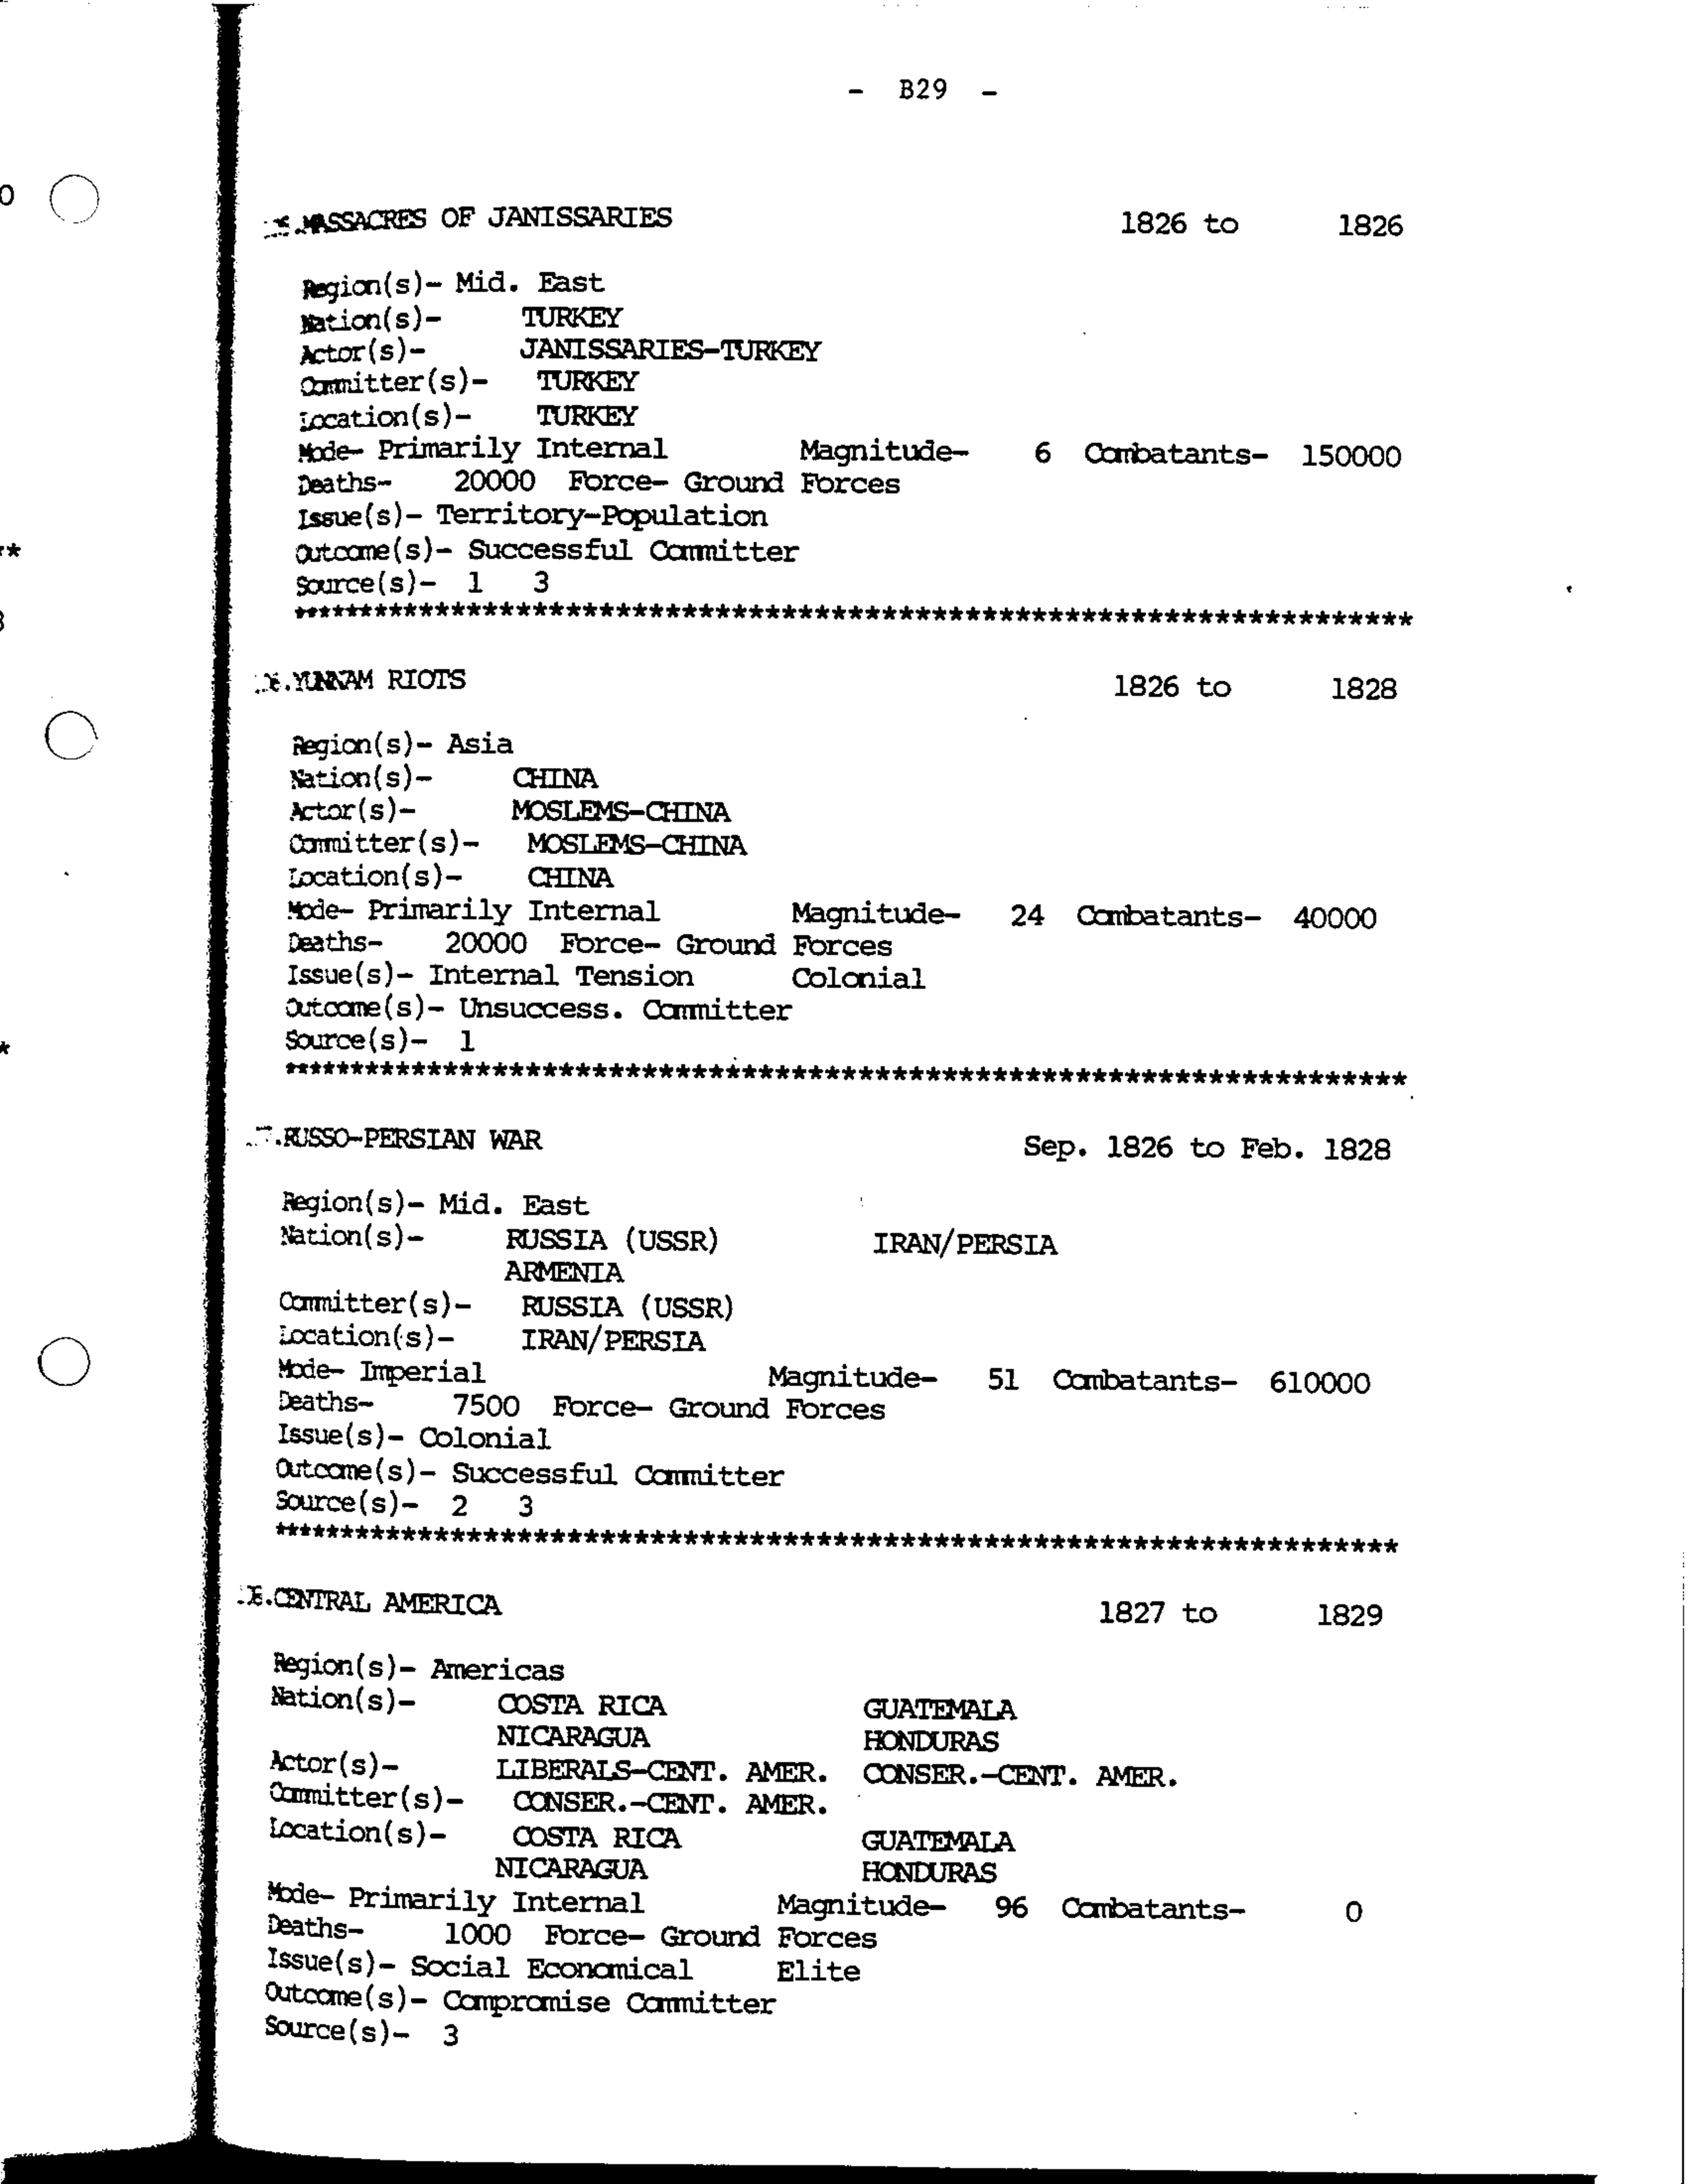 - B29 -
MASSACRES OF JANISSARIES 1826 to 1826
Region(s)- Mid. East
Nation(s)- TURKEY
Actor(s)- JANISSARIES-TURKEY
Committer(s)- TURKEY
Location(s)- TURKEY
Mode- Primarily Internal Magnitude- 6 Combatants- 150000
Deaths- 20000 Force- Ground Forces
Issue(s)- Territory-Population
Outcome(s)- Successful Committer
Source(s)- 1 3
********************************************************************
.YUNNAM RIOTS 1826 to 1828
Region(s)- Asia
Nation(s)- CHINA
Actor(s)- MOSLEMS-CHINA
Committer(s)- MOSLEMS-CHINA
Location(s)- CHINA
Mode- Primarily Internal Magnitude- 24 Combatants- 40000
Deaths- 20000 Force- Ground Forces
Issue(s)- Internal Tension Colonial
Outcome(s)- Unsuccess. Committer
Source(s)- 1
********************************************************************
.RUSSO-PERSIAN WAR Sep. 1826 to Feb. 1828
Region(s)- Mid. East
Nation(s)- RUSSIA (USSR) IRAN/PERSIA
ARMENIA
Committer(s)- RUSSIA (USSR)
Location(s)- IRAN/PERSIA
Mode- Imperial Magnitude- 51 Combatants- 610000
Deaths- 7500 Force- Ground Forces
Issue(s)- Colonial
Outcome(s)- Successful Committer
Source(s)- 2 3
********************************************************************
.CENTRAL AMERICA 1827 to 1829
Region(s)- Americas
Nation(s)- COSTA RICA GUATEMALA
NICARAGUA HONDURAS
Actor(s)- LIBERALS-CENT. AMER. CONSER.-CENT. AMER.
Committer(s)- CONSER.-CENT. AMER.
Location(s)- COSTA RICA GUATEMALA
NICARAGUA HONDURAS
Mode- Primarily Internal Magnitude- 96 Combatants- 0
Deaths- 1000 Force- Ground Forces
Issue(s)- Social Economical Elite
Outcome(s)- Compromise Committer
Source(s)- 3